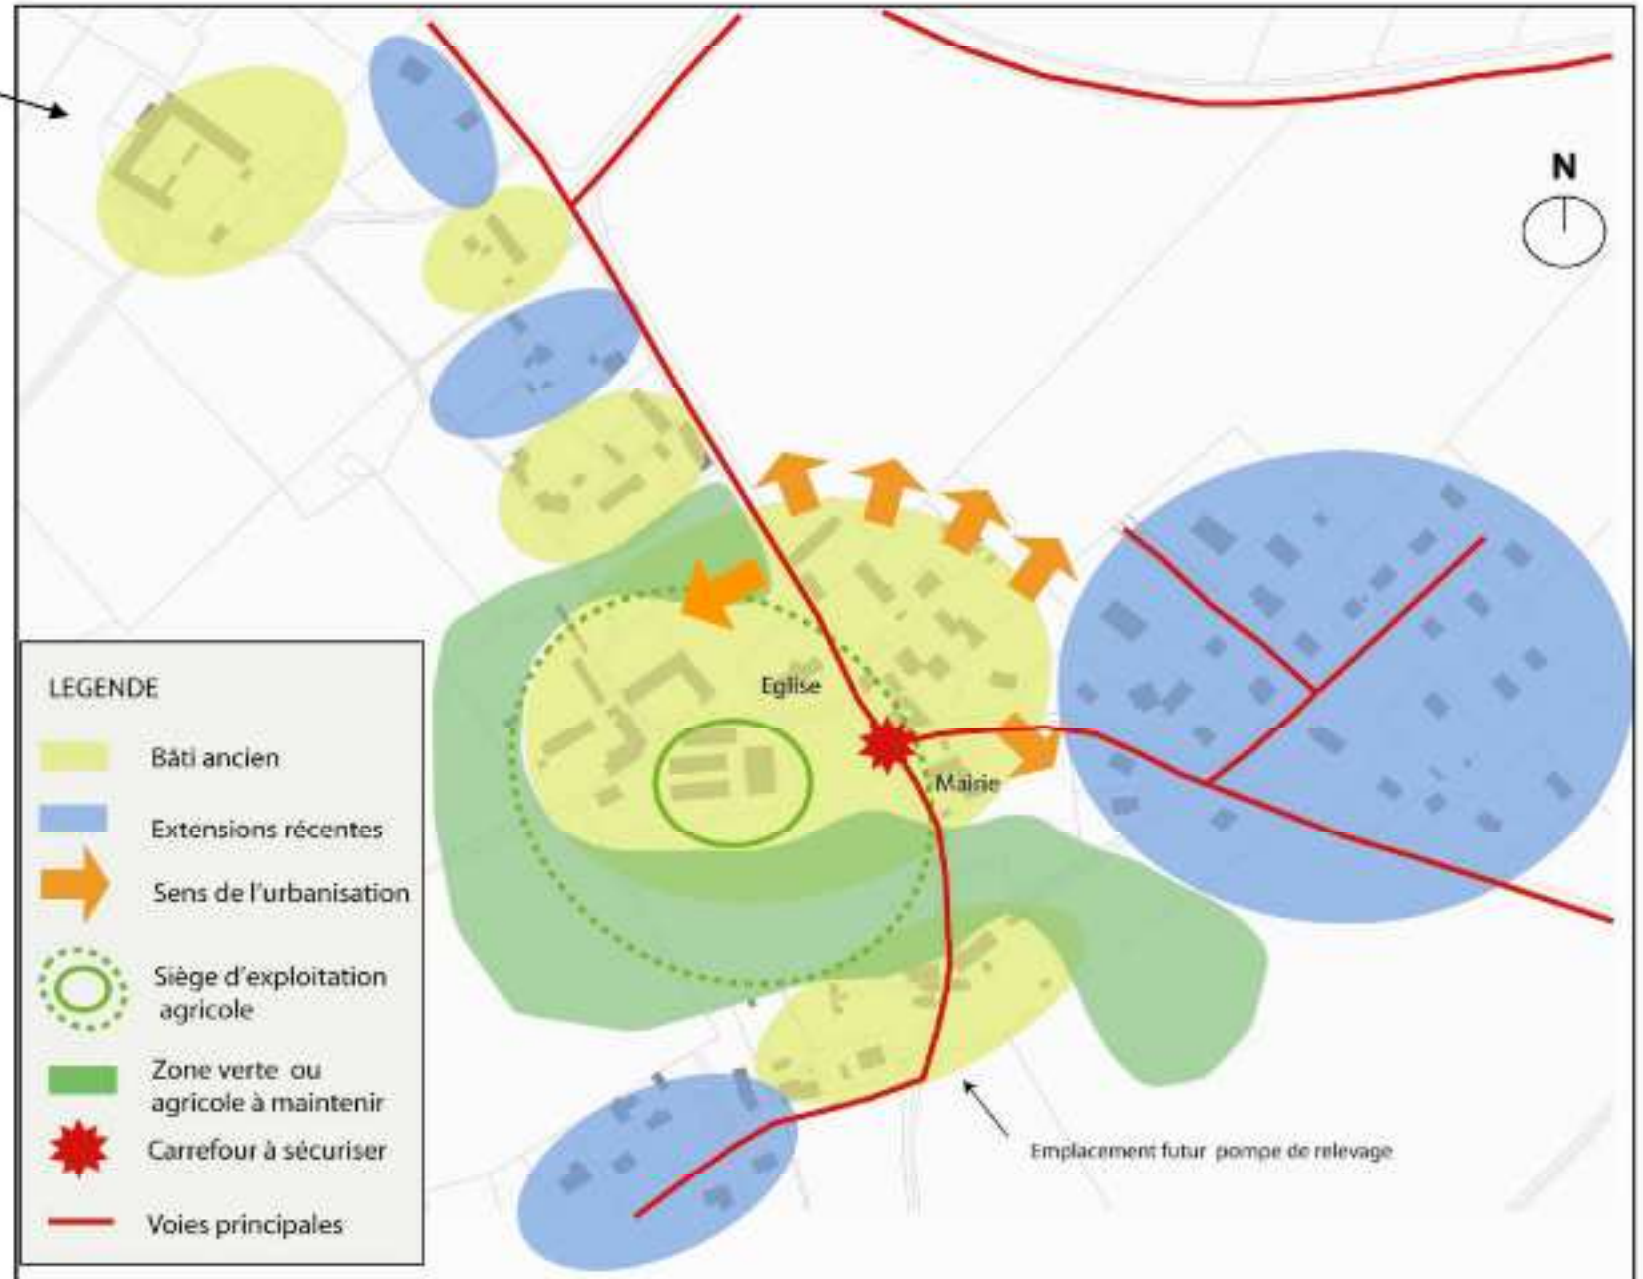 N
Eglise
Mairie
LEGENDE
Bâti ancien
Extensions récentes
Sens de l'urbanisation
Siège d'exploitation
agricole
Zone verte ou
agricole à maintenir
Carrefour à sécuriser
Voies principales
Emplacement futur pompe de relevage